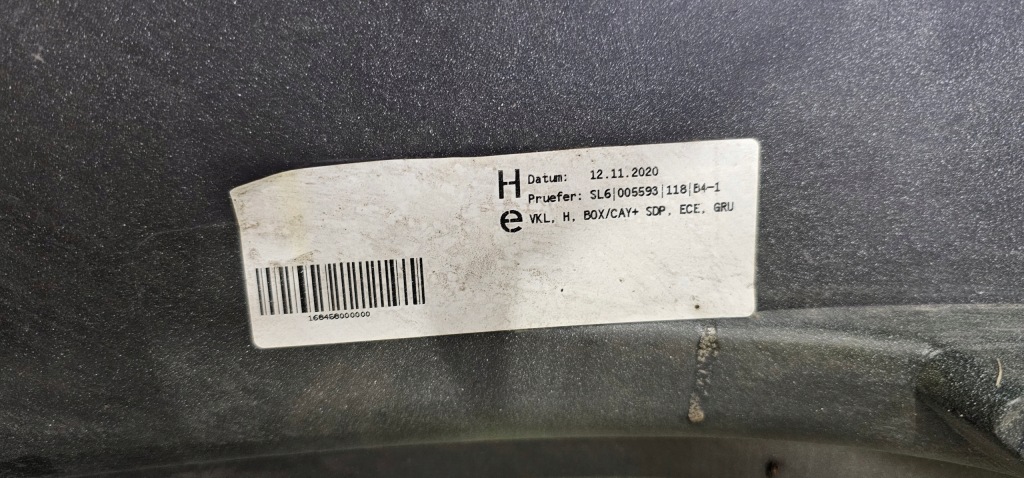 H Datum: 12.11.2020
Pruefer: SL6|005593|118|B4-1
e VKL, H, BOX/CAY+ SDP, ECE, GRU
168458000000